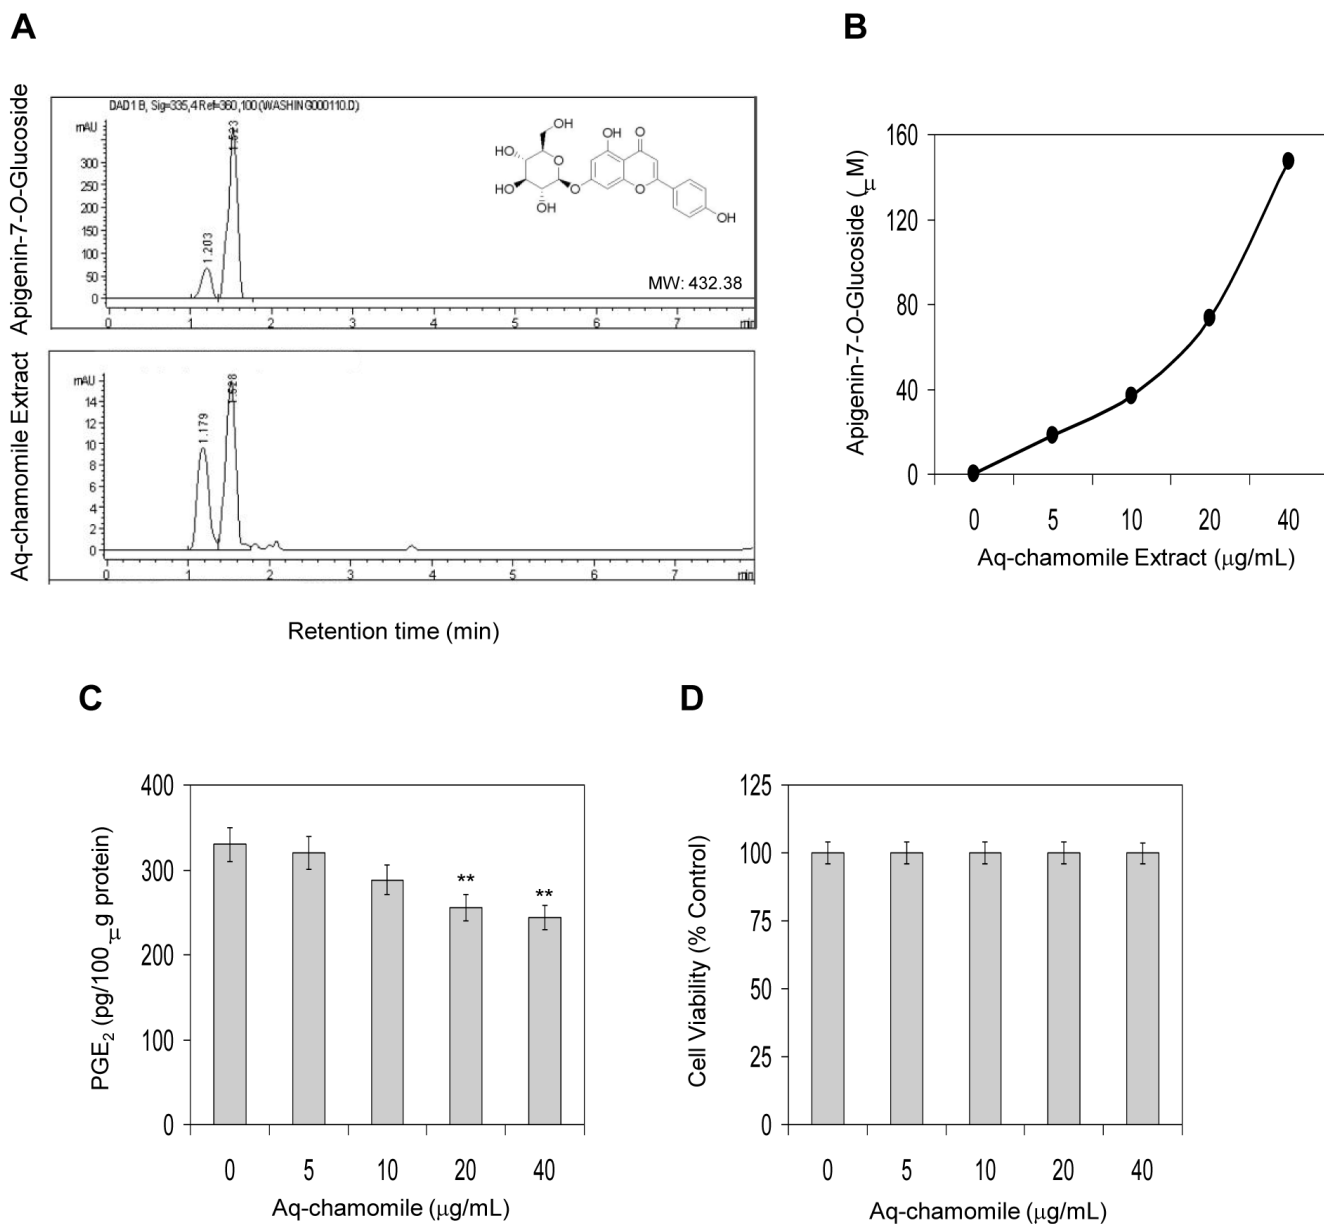 A
B
DAD1 B, Sig=335,4 Ref=360,100 (WASHING000110.D)
mAU
300
250
200
150
100
50
0
1.203
1.523
OH
OH
O
HO
O
HO
O
O
OH
OH
MW: 432.38
0 1 2 3 4 5 6 7 min
Apigenin-7-O-Glucoside
mAU
14
12
10
8
6
4
2
0
1.179
1.528
0 1 2 3 4 5 6 7 min
Aq-chamomile Extract
Retention time (min)
160
120
80
40
0
Apigenin-7-O-Glucoside (µM)
0 5 10 20 40
Aq-chamomile Extract (µg/mL)
C
D
400
300
200
100
0
PGE2 (pg/100 µg protein)
** **
0 5 10 20 40
Aq-chamomile (µg/mL)
125
100
75
50
25
0
Cell Viability (% Control)
0 5 10 20 40
Aq-chamomile (µg/mL)